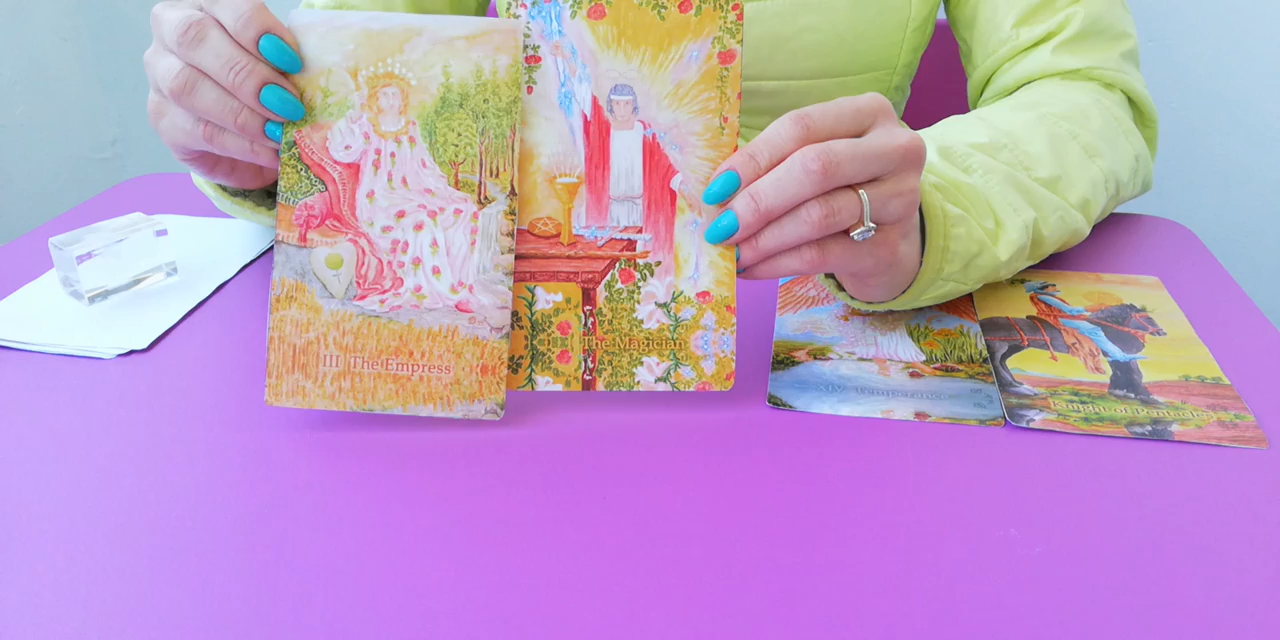 III The Empress
The Magician
XIV Temperance
Knight of Pentacles